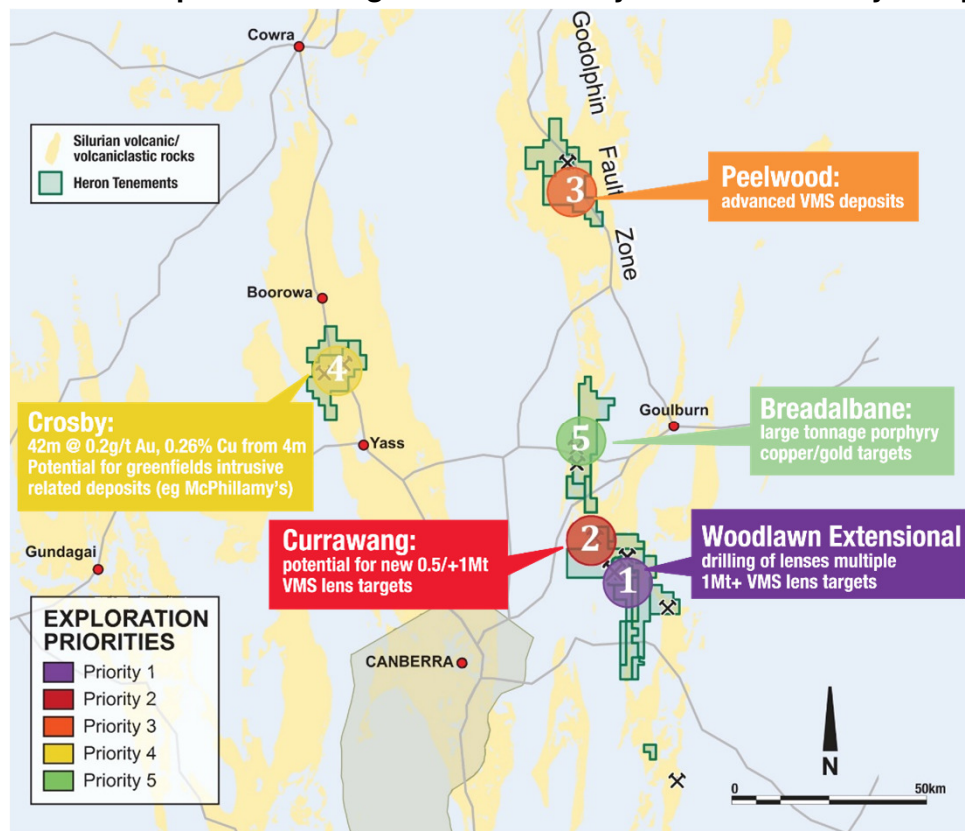 Cowra
Godolphin
Fault
Zone
Silurian volcanic/
volcaniclastic rocks
Heron Tenements
3
Peelwood:
advanced VMS deposits
Boorowa
4
Crosby:
42m @ 0.2g/t Au, 0.26% Cu from 4m
Potential for greenfields intrusive
related deposits (eg McPhillamy's)
Yass
Goulburn
5
Breadalbane:
large tonnage porphyry
copper/gold targets
Gundagai
Currawang:
potential for new 0.5/+1Mt
VMS lens targets
2
1
Woodlawn Extensional
drilling of lenses multiple
1Mt+ VMS lens targets
EXPLORATION
PRIORITIES
Priority 1
Priority 2
Priority 3
Priority 4
Priority 5
CANBERRA
N
0 50km